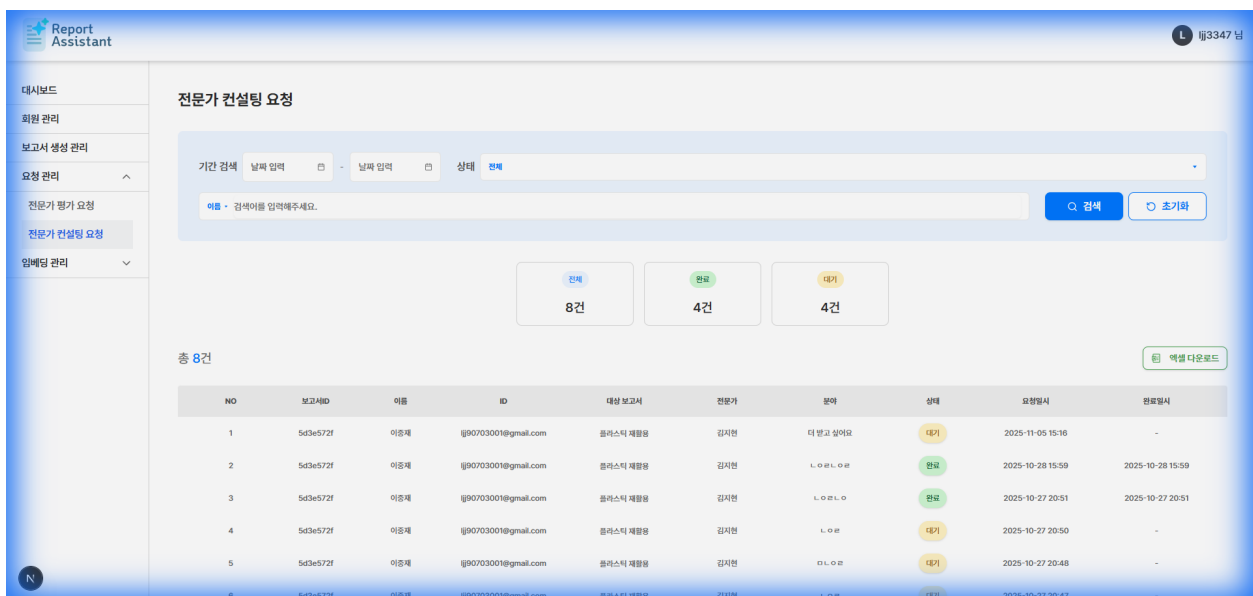 Report
Assistant
L ljj3347 님
대시보드
회원 관리
보고서 생성 관리
요청 관리
전문가 평가 요청
전문가 컨설팅 요청
임베딩 관리
N
전문가 컨설팅 요청
기간 검색 날짜 입력 - 날짜 입력 상태 전체
이름 검색어를 입력해주세요. 검색 초기화
전체 완료 대기
8건 4건 4건
총 8건 엑셀 다운로드
NO 보고서ID 이름 ID 대상 보고서 전문가 분야 상태 요청일시 완료일시
1 5d3e572f 이중재 ljj90703001@gmail.com 플라스틱 재활용 김지현 더 받고 싶어요 대기 2025-11-05 15:16 -
2 5d3e572f 이중재 ljj90703001@gmail.com 플라스틱 재활용 김지현 ㄴㅇㄹㄴㅇㄹ 완료 2025-10-28 15:59 2025-10-28 15:59
3 5d3e572f 이중재 ljj90703001@gmail.com 플라스틱 재활용 김지현 ㄴㅇㄹㄴㅇ 완료 2025-10-27 20:51 2025-10-27 20:51
4 5d3e572f 이중재 ljj90703001@gmail.com 플라스틱 재활용 김지현 ㄴㅇㄹ 대기 2025-10-27 20:50 -
5 5d3e572f 이중재 ljj90703001@gmail.com 플라스틱 재활용 김지현 ㅁㄴㅇㄹ 대기 2025-10-27 20:48 -